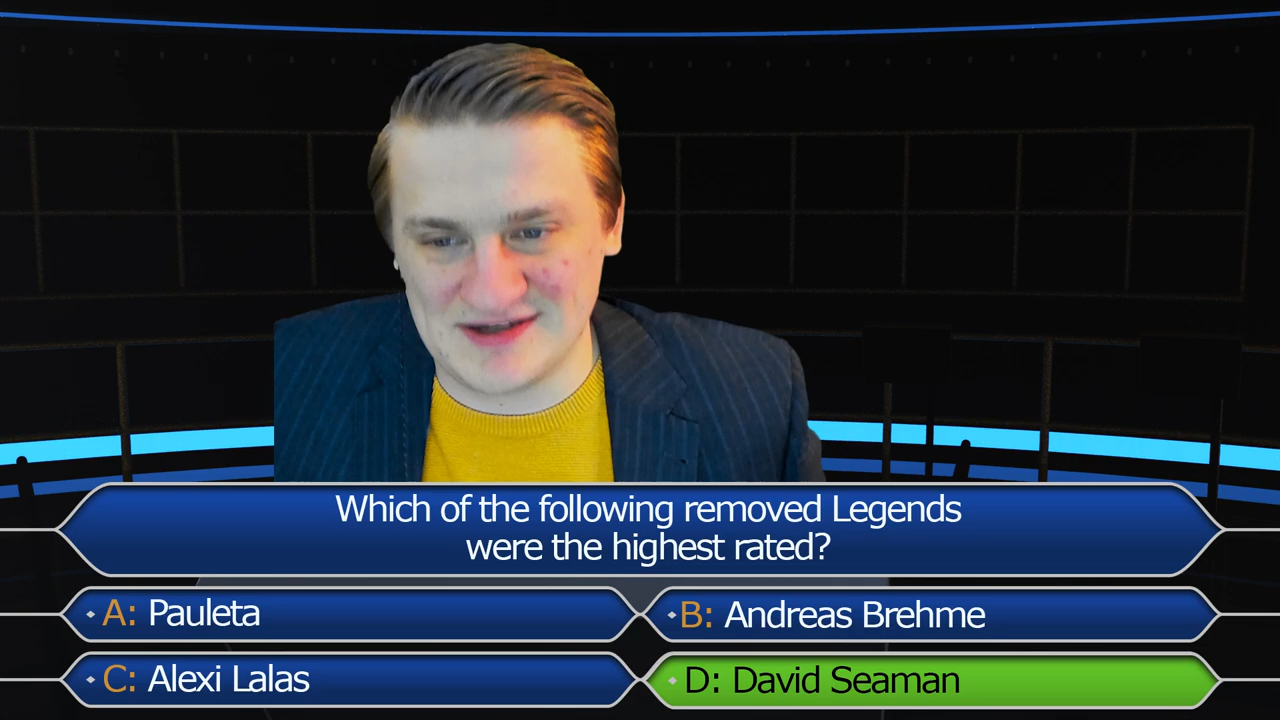 Which of the following removed Legends
were the highest rated?
A: Pauleta
B: Andreas Brehme
C: Alexi Lalas
D: David Seaman